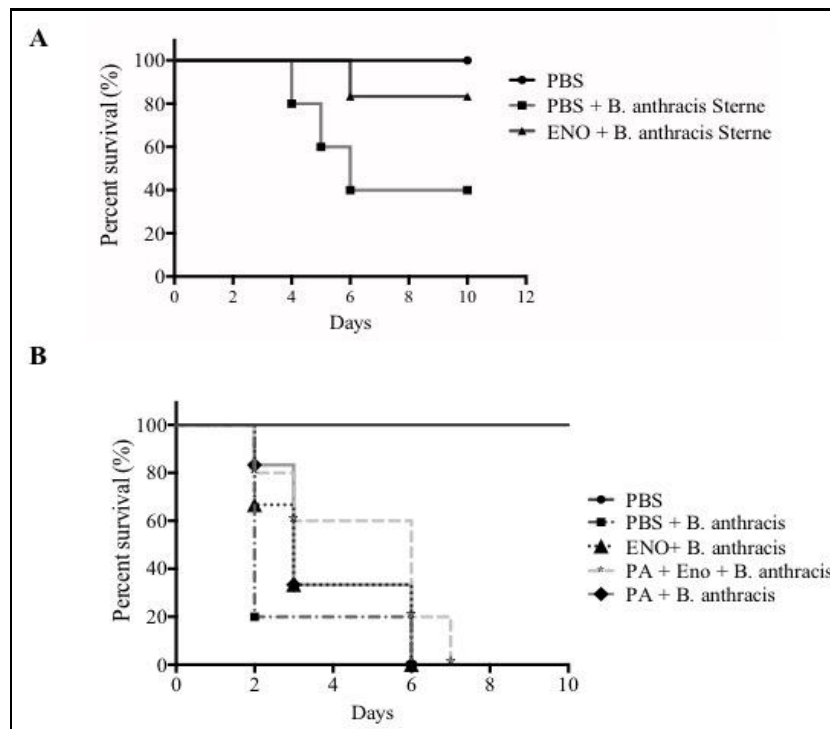 A
Percent survival (%)
100
80
60
40
20
0
0 2 4 6 8 10 12
Days
PBS
PBS + B. anthracis Sterne
ENO + B. anthracis Sterne
B
Percent survival (%)
100
80
60
40
20
0
0 2 4 6 8 10
Days
PBS
PBS + B. anthracis
ENO+ B. anthracis
PA + Eno + B. anthracis
PA + B. anthracis